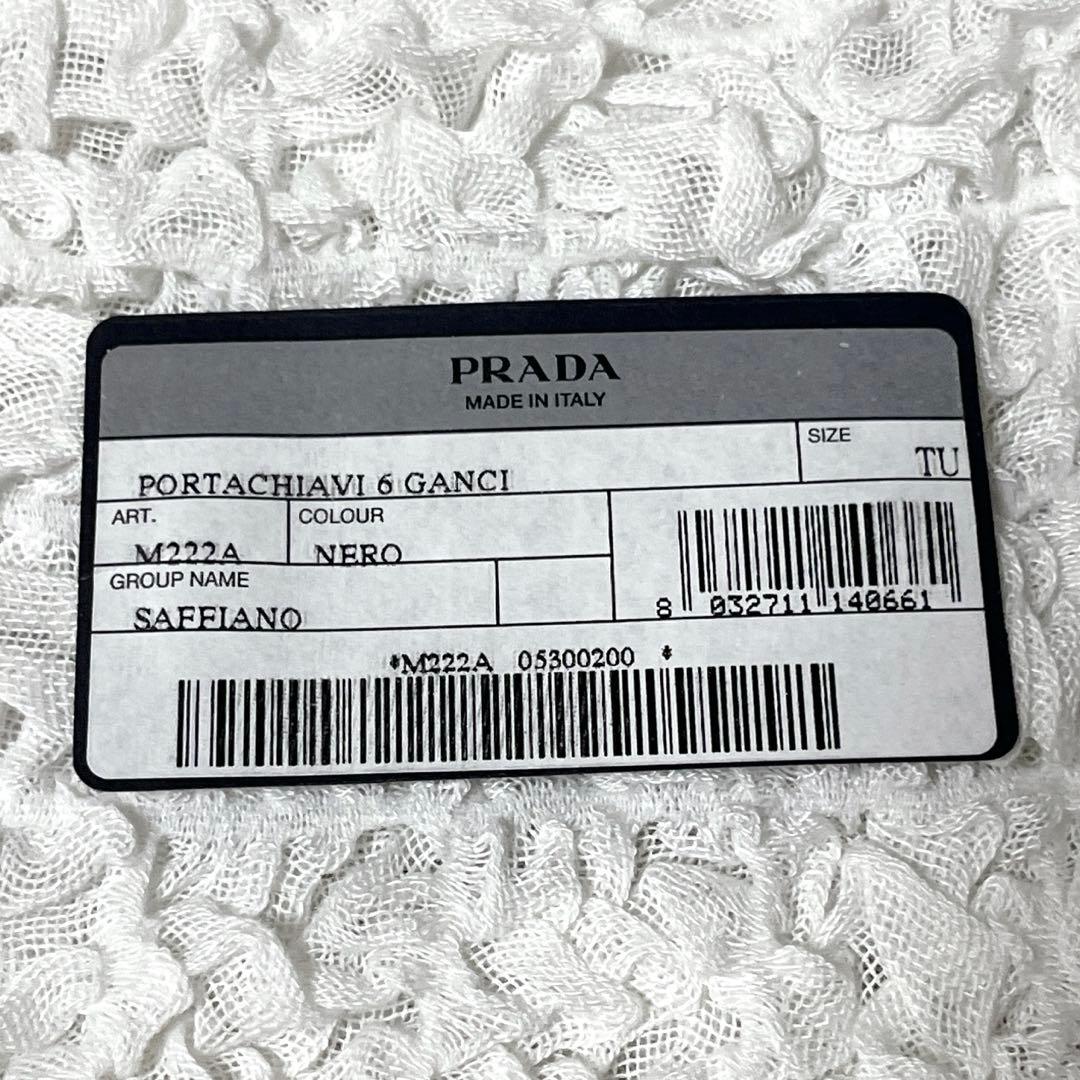 PRADA
MADE IN ITALY
PORTACHIAVI 6 GANCI
SIZE
TU
ART.
M222A
COLOUR
NERO
GROUP NAME
SAFFIANO
8 032711 140661
*M222A 05300200 *